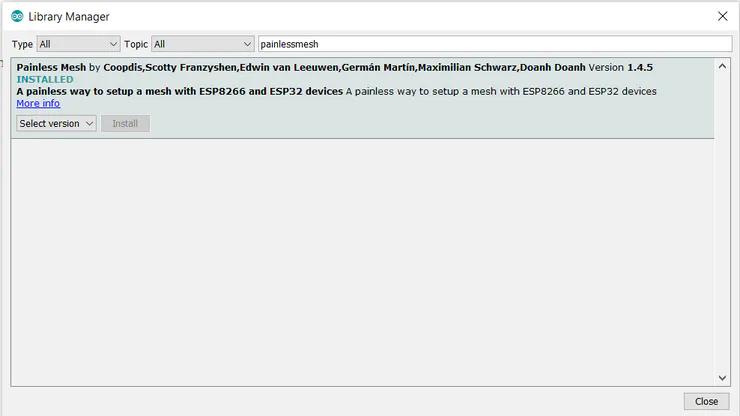 Library Manager
Type All Topic All painlessmesh
Painless Mesh by Coopdis,Scotty Franzyshen,Edwin van Leeuwen,Germán Martín,Maximilian Schwarz,Doanh Doanh Version 1.4.5
INSTALLED
A painless way to setup a mesh with ESP8266 and ESP32 devices A painless way to setup a mesh with ESP8266 and ESP32 devices
More info
Select version Install
Close